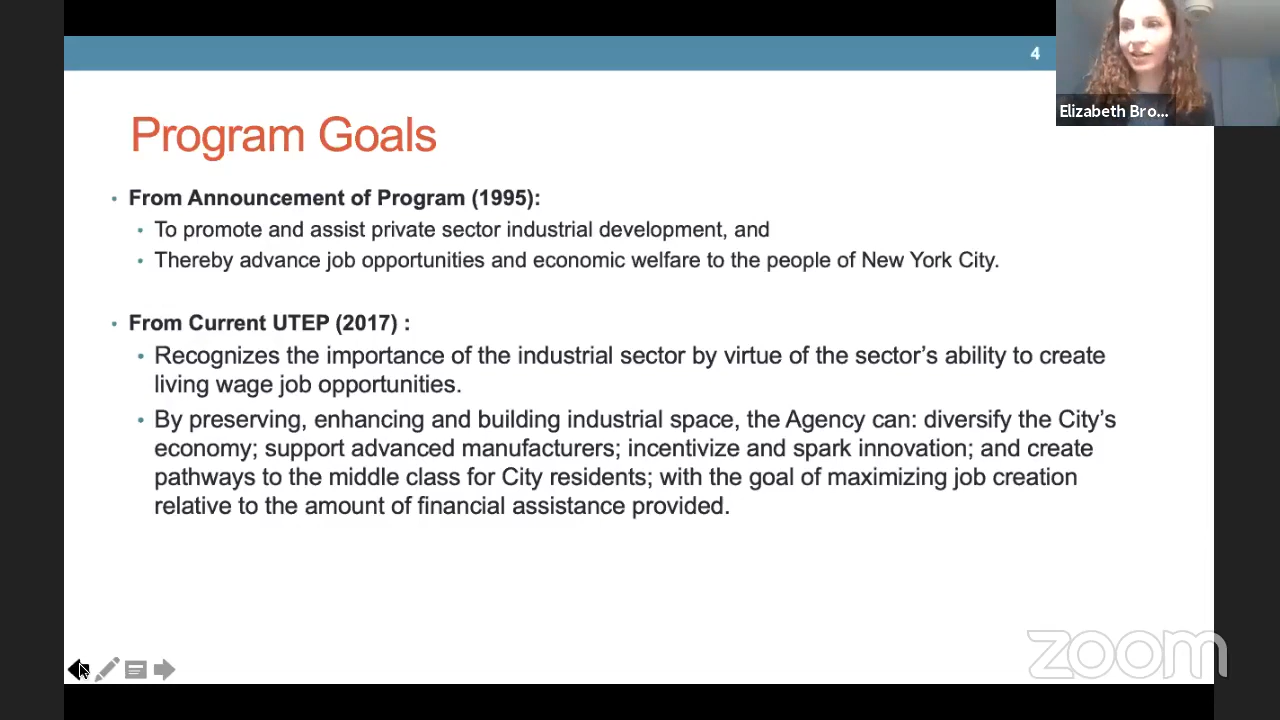 4
Elizabeth Bro...
Program Goals
• From Announcement of Program (1995):
• To promote and assist private sector industrial development, and
• Thereby advance job opportunities and economic welfare to the people of New York City.
• From Current UTEP (2017) :
• Recognizes the importance of the industrial sector by virtue of the sector’s ability to create
living wage job opportunities.
• By preserving, enhancing and building industrial space, the Agency can: diversify the City’s
economy; support advanced manufacturers; incentivize and spark innovation; and create
pathways to the middle class for City residents; with the goal of maximizing job creation
relative to the amount of financial assistance provided.
zoom